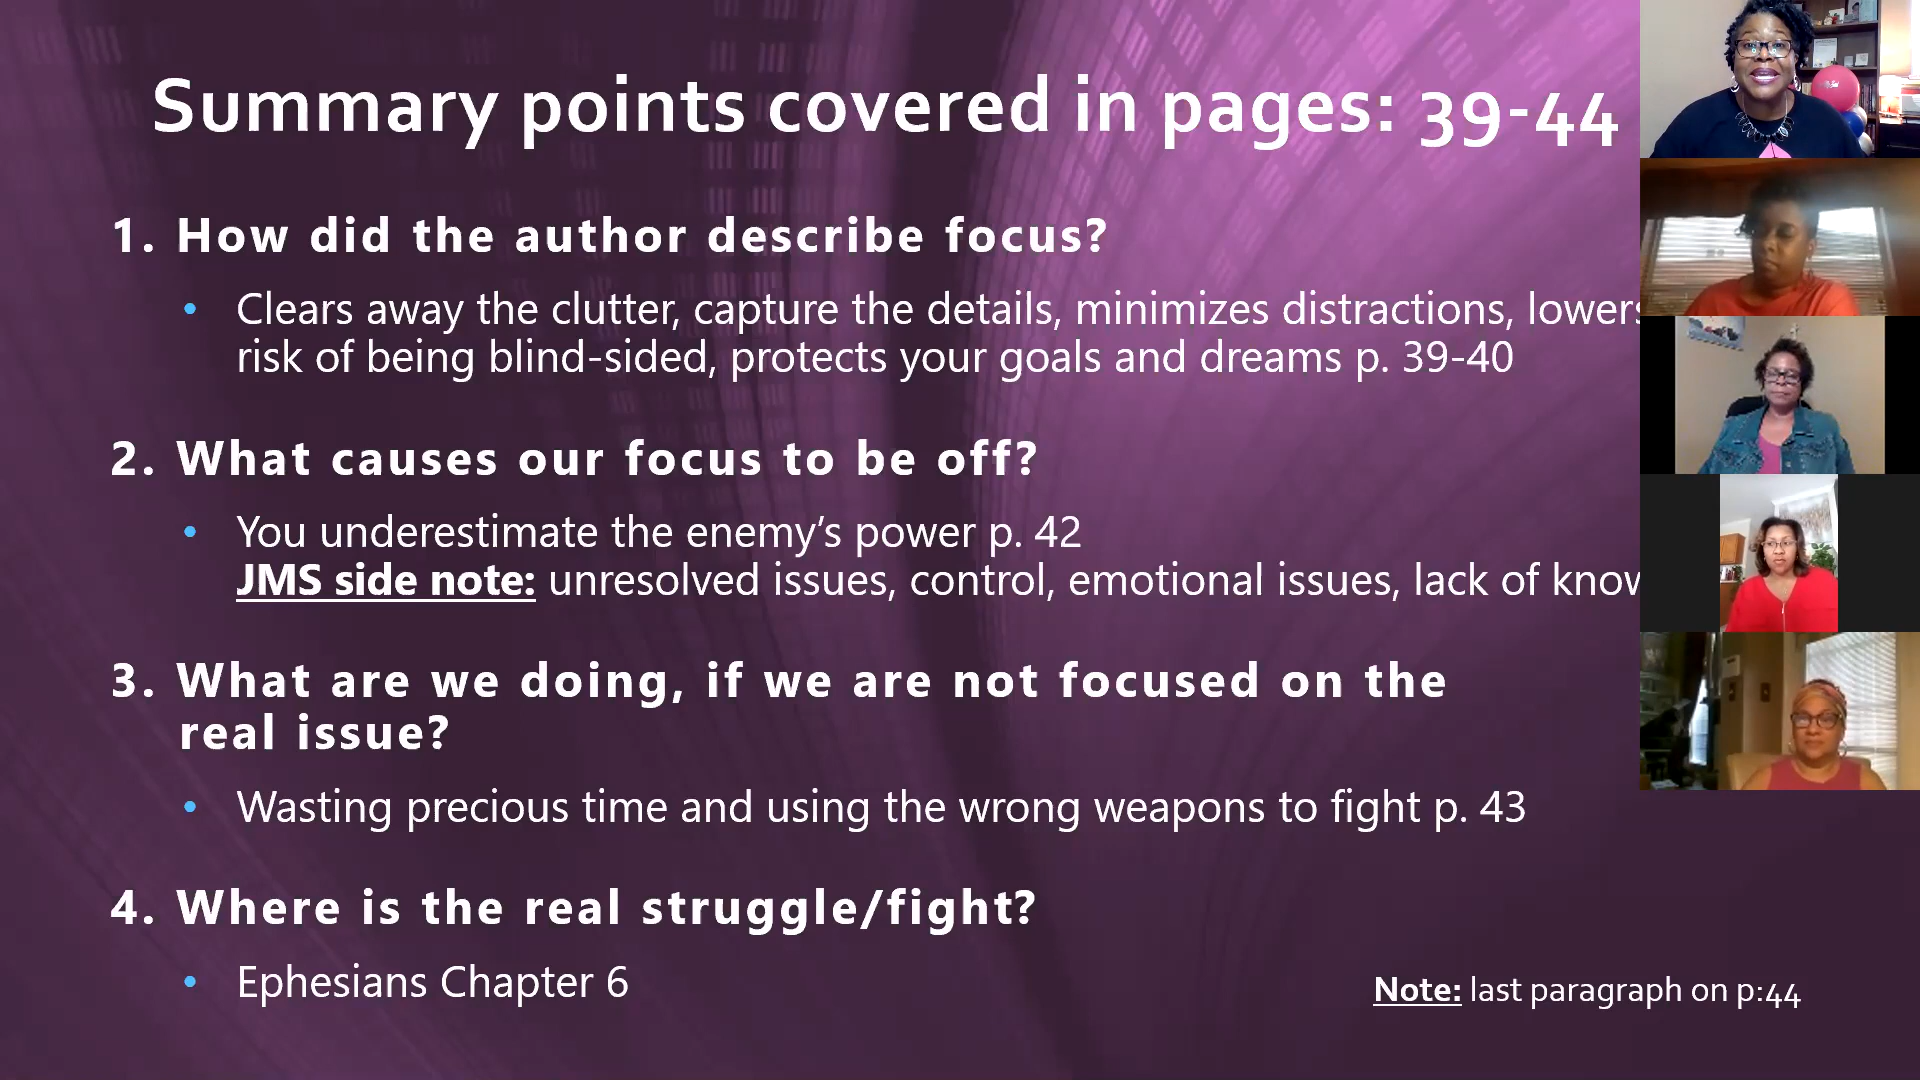 Summary points covered in pages: 39-44
1. How did the author describe focus?
• Clears away the clutter, capture the details, minimizes distractions, lowers
risk of being blind-sided, protects your goals and dreams p. 39-40
2. What causes our focus to be off?
• You underestimate the enemy’s power p. 42
JMS side note: unresolved issues, control, emotional issues, lack of know
3. What are we doing, if we are not focused on the
real issue?
• Wasting precious time and using the wrong weapons to fight p. 43
4. Where is the real struggle/fight?
• Ephesians Chapter 6
Note: last paragraph on p:44